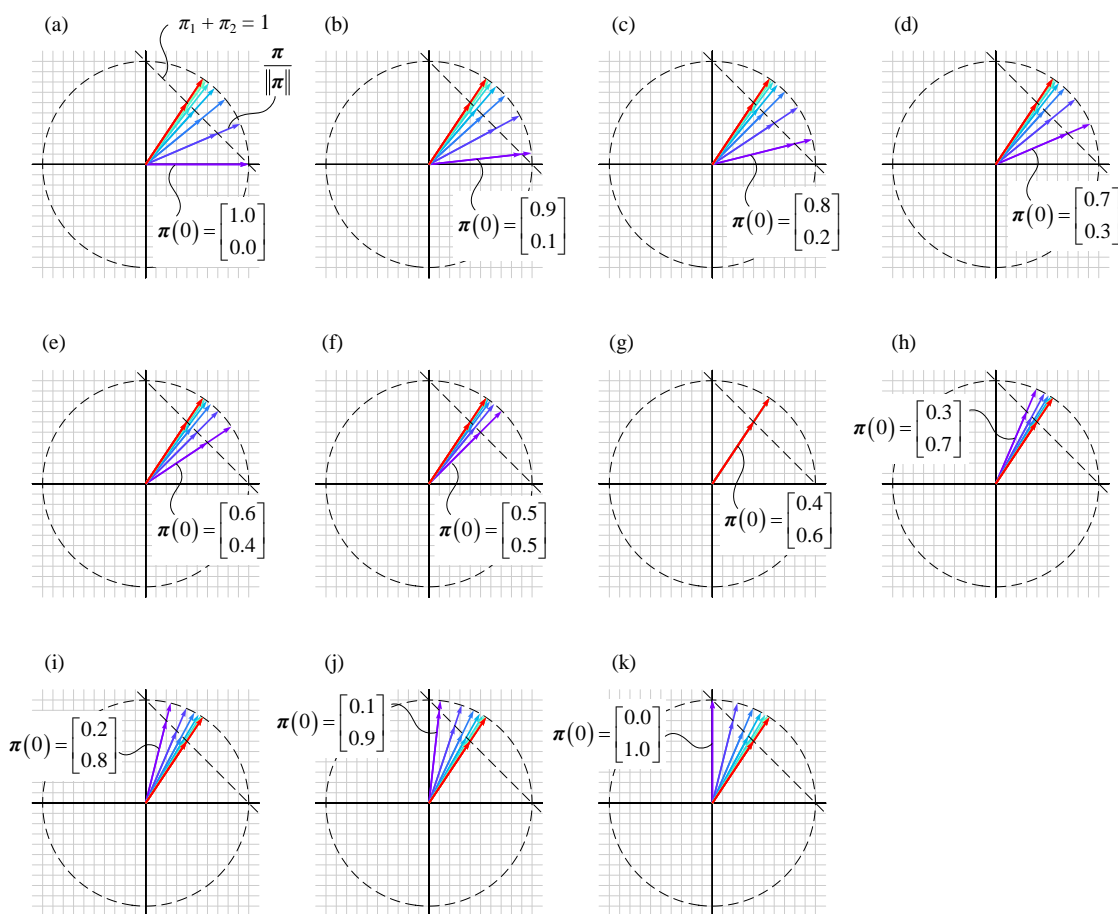 (a)
π₁ + π₂ = 1
π / ‖π‖
π(0) = [1.0 0.0]
(b)
π(0) = [0.9 0.1]
(c)
π(0) = [0.8 0.2]
(d)
π(0) = [0.7 0.3]
(e)
π(0) = [0.6 0.4]
(f)
π(0) = [0.5 0.5]
(g)
π(0) = [0.4 0.6]
(h)
π(0) = [0.3 0.7]
(i)
π(0) = [0.2 0.8]
(j)
π(0) = [0.1 0.9]
(k)
π(0) = [0.0 1.0]